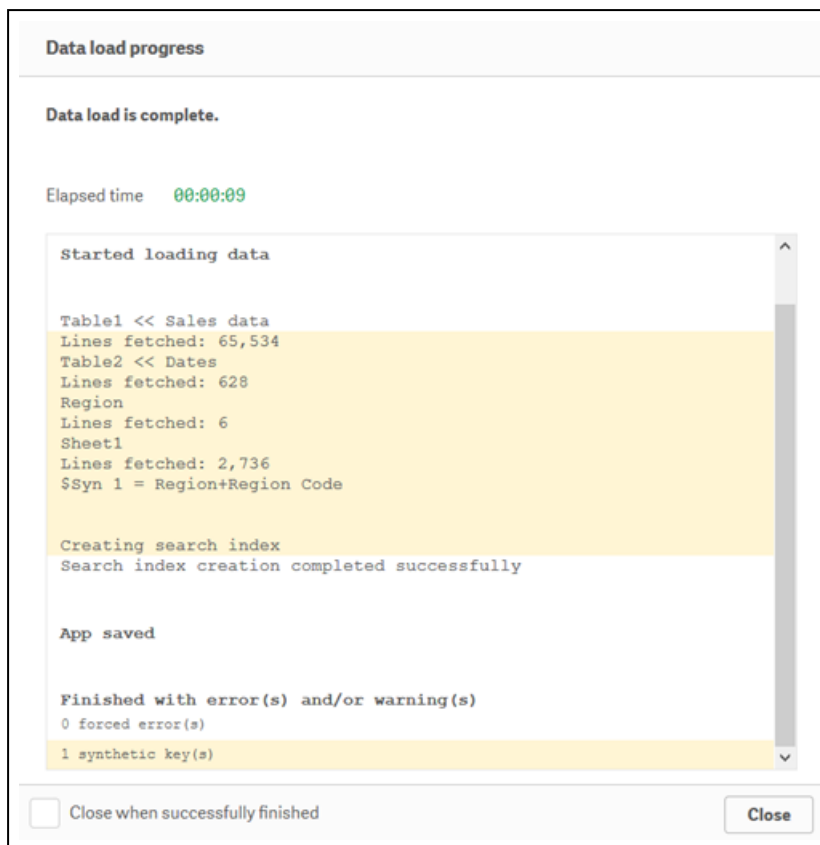 Data load progress
Data load is complete.
Elapsed time 00:00:09
Started loading data
Table1 << Sales data
Lines fetched: 65,534
Table2 << Dates
Lines fetched: 628
Region
Lines fetched: 6
Sheet1
Lines fetched: 2,736
$Syn 1 = Region+Region Code
Creating search index
Search index creation completed successfully
App saved
Finished with error(s) and/or warning(s)
0 forced error(s)
1 synthetic key(s)
Close when successfully finished
Close